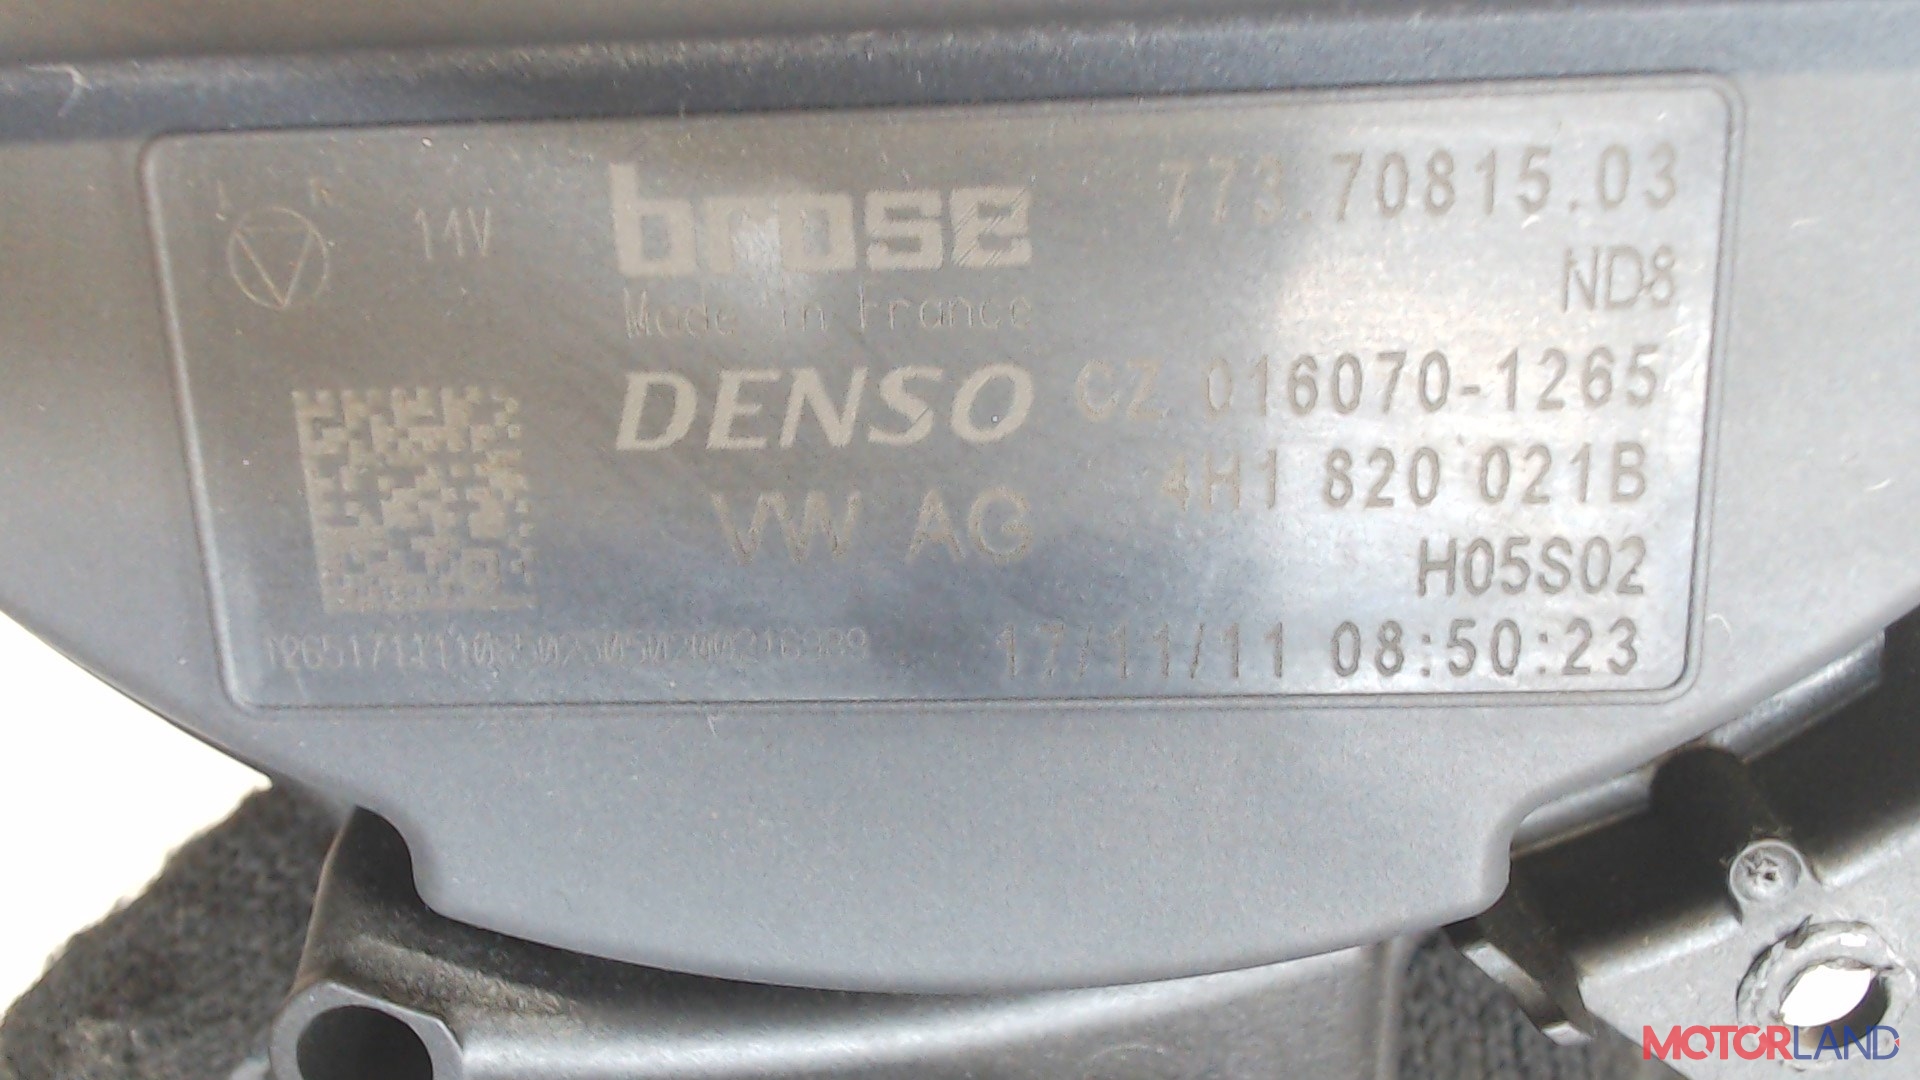 L R
14V
brose 773.70815.03
Made in France ND8
DENSO CZ 016070-1265
VW AG 4H1 820 021B
H05S02
17/11/11 08:50:23
MOTORLAND